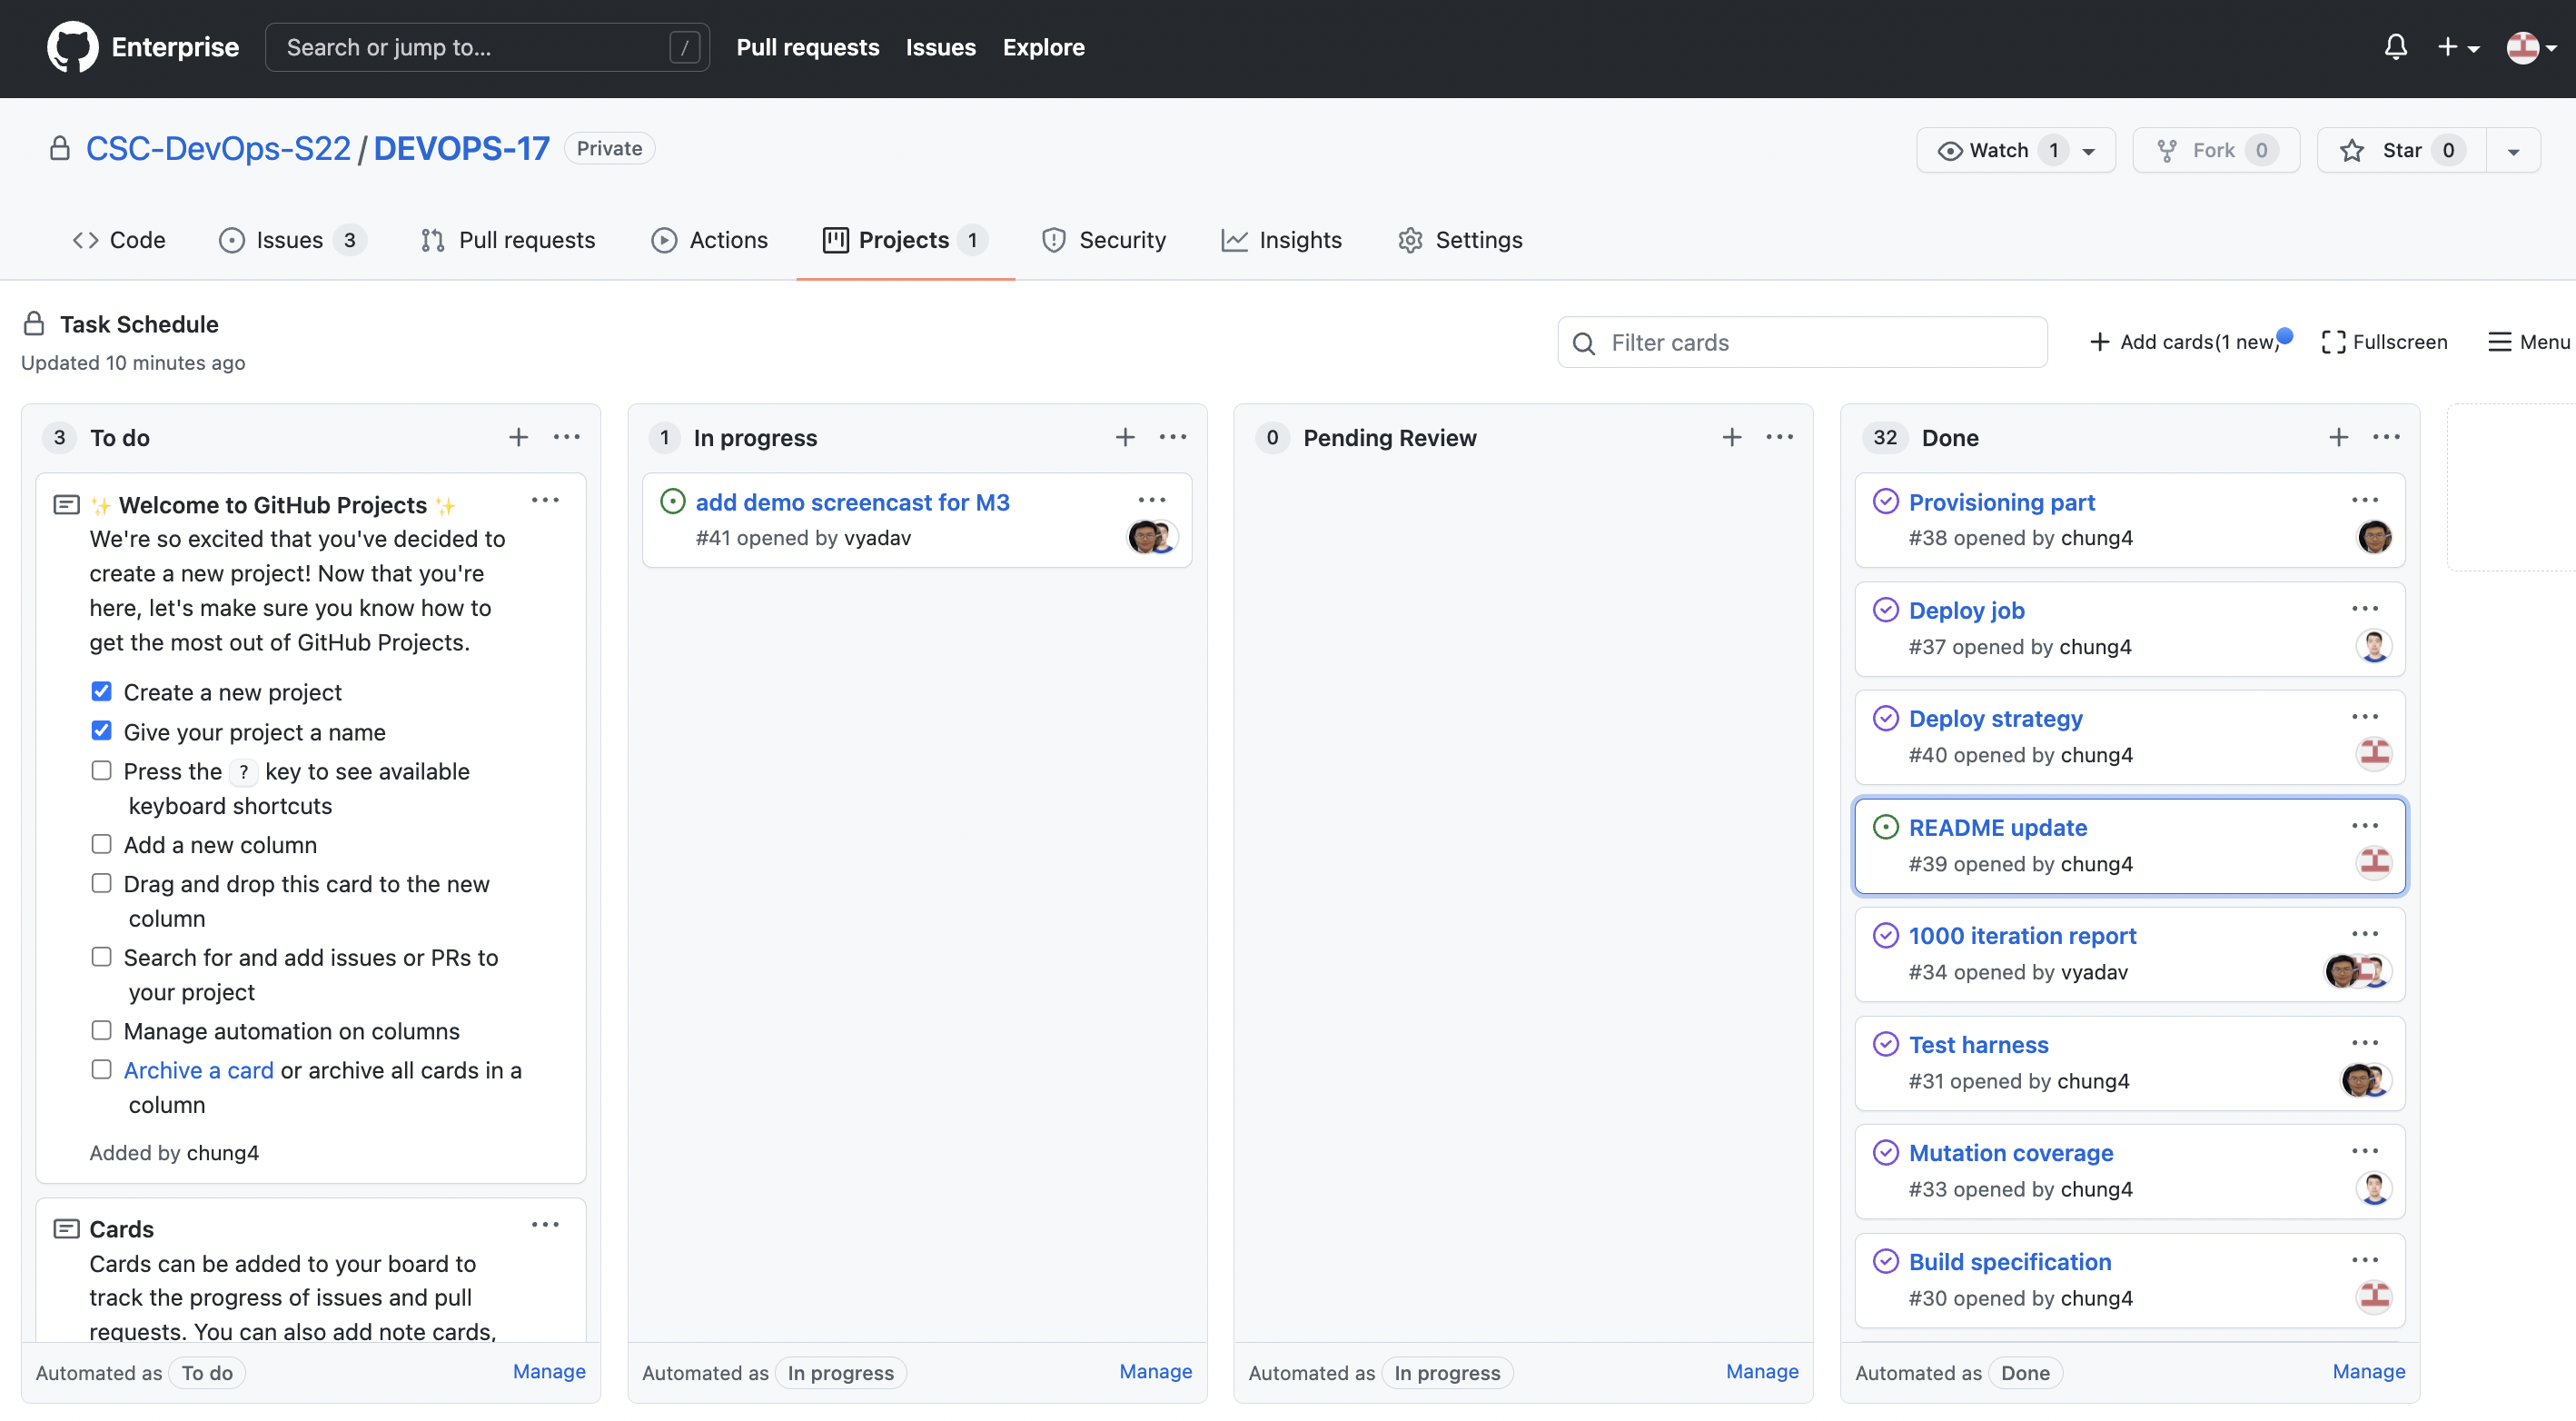 Enterprise
Search or jump to...
/
Pull requests
Issues
Explore
CSC-DevOps-S22 / DEVOPS-17
Private
Watch 1
Fork 0
Star 0
Code
Issues 3
Pull requests
Actions
Projects 1
Security
Insights
Settings
Task Schedule
Updated 10 minutes ago
Filter cards
Add cards(1 new)
Fullscreen
Menu
3 To do
✨ Welcome to GitHub Projects ✨
We're so excited that you've decided to
create a new project! Now that you're
here, let's make sure you know how to
get the most out of GitHub Projects.
Create a new project
Give your project a name
Press the ? key to see available
keyboard shortcuts
Add a new column
Drag and drop this card to the new
column
Search for and add issues or PRs to
your project
Manage automation on columns
Archive a card or archive all cards in a
column
Added by chung4
Cards
Cards can be added to your board to
track the progress of issues and pull
requests. You can also add note cards,
Automated as To do
Manage
1 In progress
add demo screencast for M3
#41 opened by vyadav
Automated as In progress
Manage
0 Pending Review
Automated as In progress
Manage
32 Done
Provisioning part
#38 opened by chung4
Deploy job
#37 opened by chung4
Deploy strategy
#40 opened by chung4
README update
#39 opened by chung4
1000 iteration report
#34 opened by vyadav
Test harness
#31 opened by chung4
Mutation coverage
#33 opened by chung4
Build specification
#30 opened by chung4
Automated as Done
Manage